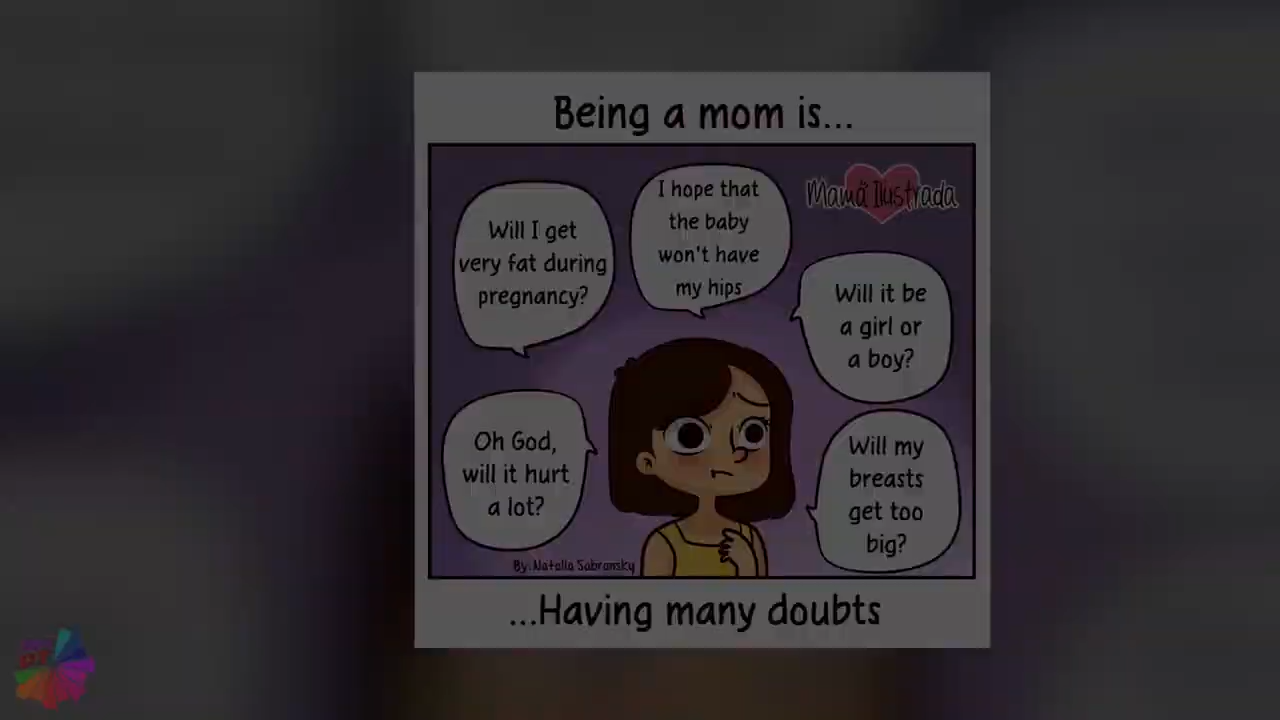 Being a mom is...
Mamá Ilustrada
Will I get
very fat during
pregnancy?
I hope that
the baby
won't have
my hips
Will it be
a girl or
a boy?
Oh God,
will it hurt
a lot?
Will my
breasts
get too
big?
By: Natalia Sabransky
...Having many doubts